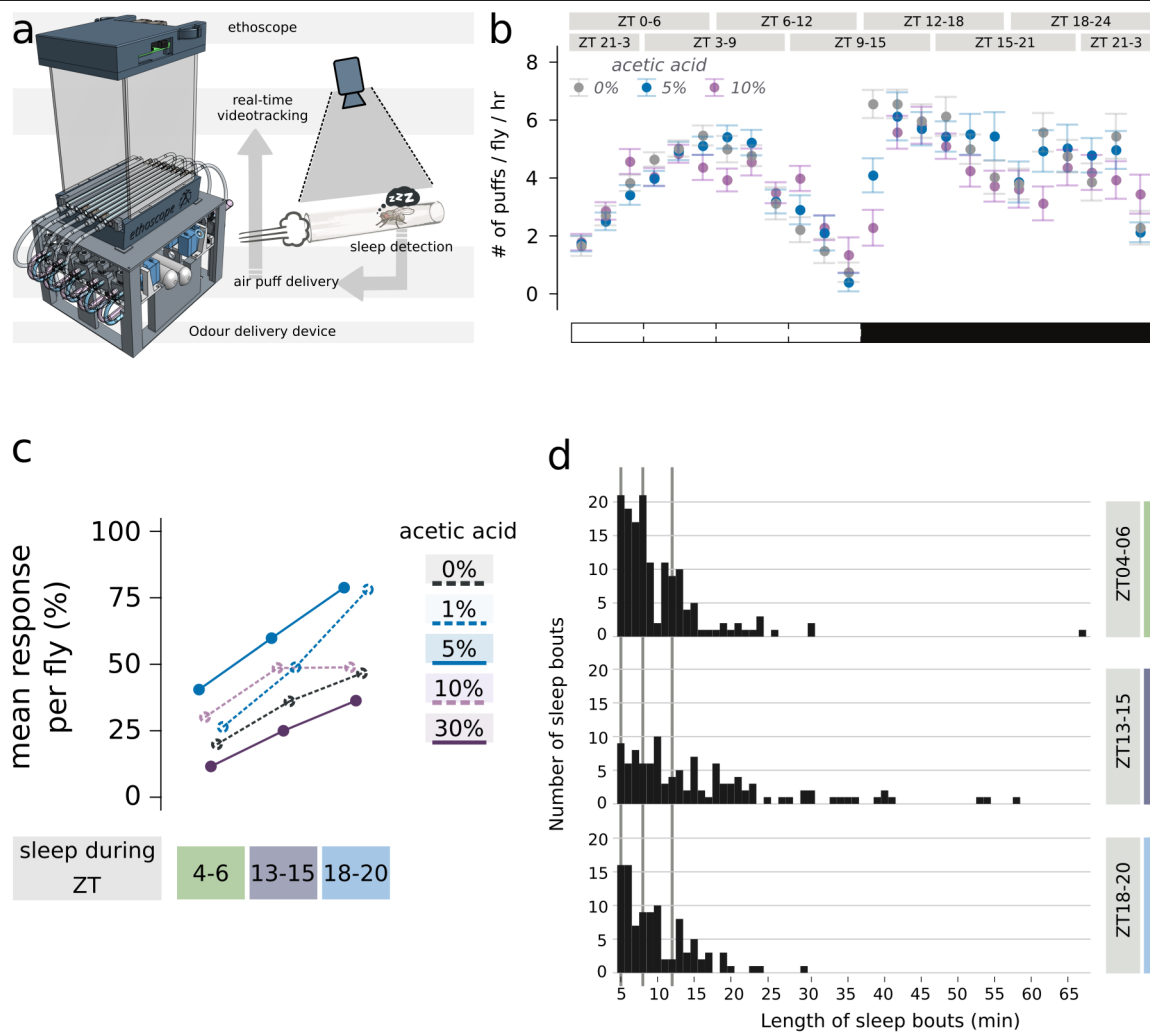 a
ethoscope
real-time
videotracking
zzz
sleep detection
air puff delivery
Odour delivery device
ethoscope
b
ZT 0-6
ZT 6-12
ZT 12-18
ZT 18-24
ZT 21-3
ZT 3-9
ZT 9-15
ZT 15-21
ZT 21-3
acetic acid
0%
5%
10%
# of puffs / fly / hr
8
6
4
2
0
c
mean response
per fly (%)
100
75
50
25
0
acetic acid
0%
1%
5%
10%
30%
sleep during
ZT
4-6
13-15
18-20
d
Number of sleep bouts
20
15
10
5
0
ZT04-06
20
15
10
5
0
ZT13-15
20
15
10
5
0
ZT18-20
5
10
15
20
25
30
35
40
45
50
55
60
65
Length of sleep bouts (min)